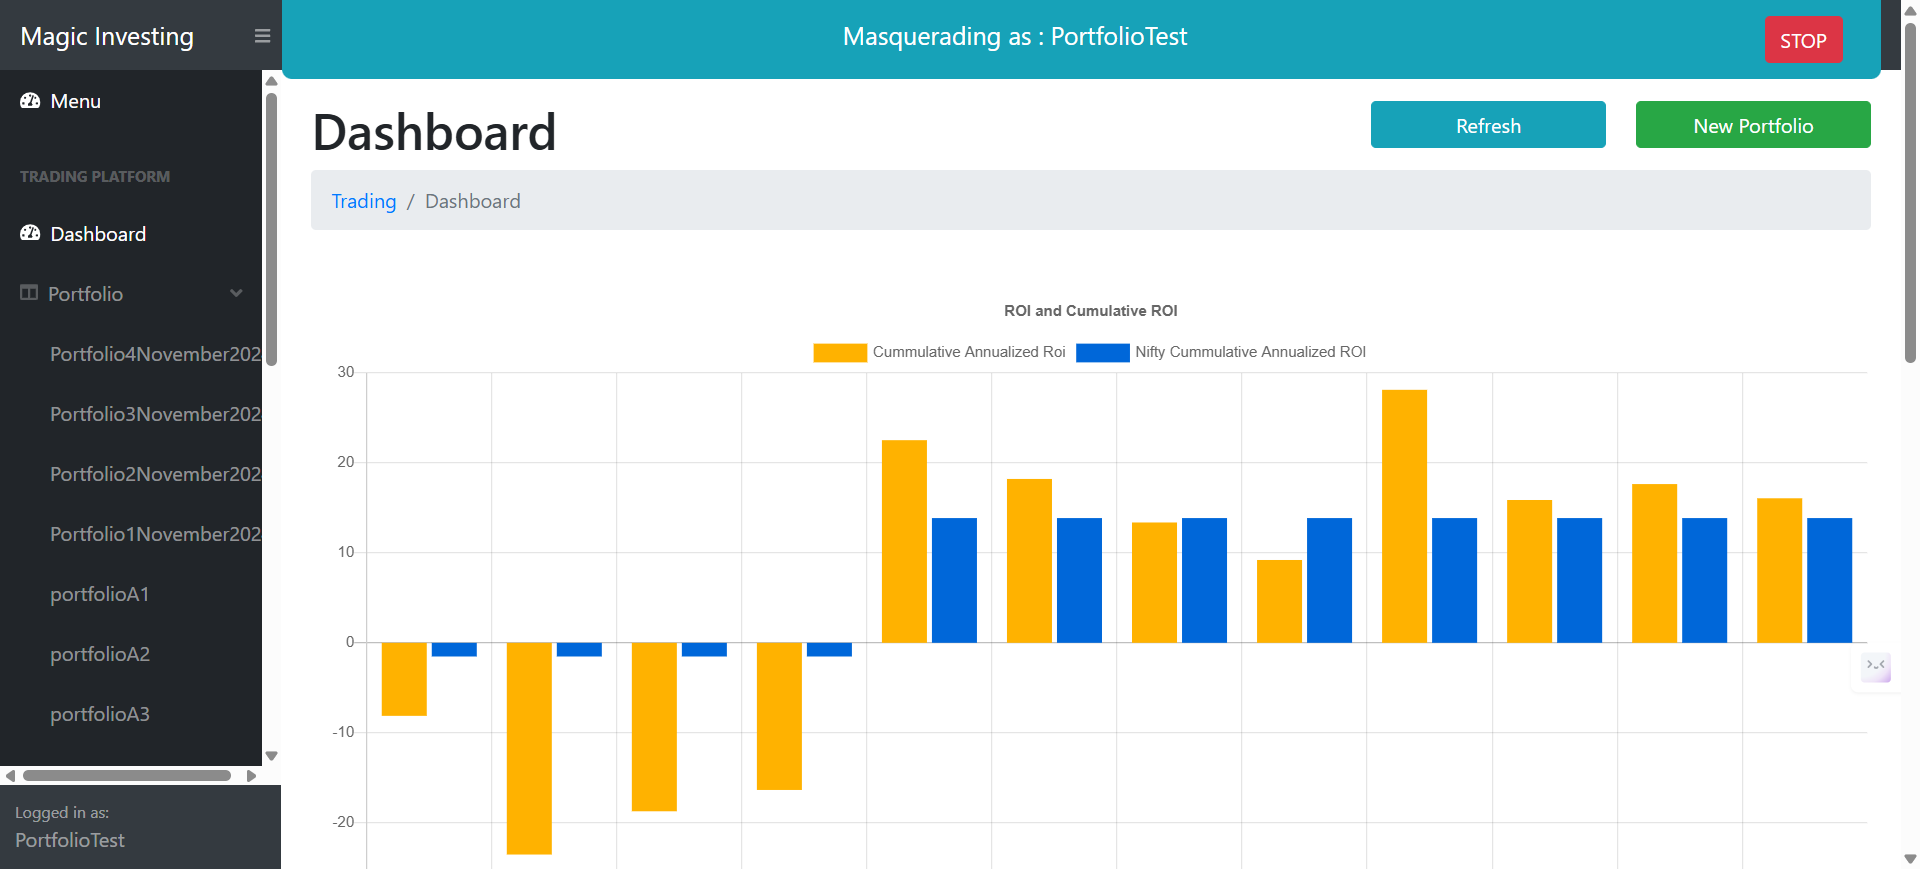 Magic Investing
Masquerading as : PortfolioTest
STOP
Menu
TRADING PLATFORM
Dashboard
Portfolio
Portfolio4November202
Portfolio3November202
Portfolio2November202
Portfolio1November202
portfolioA1
portfolioA2
portfolioA3
Logged in as:
PortfolioTest
Dashboard
Refresh
New Portfolio
Trading / Dashboard
ROI and Cumulative ROI
Cummulative Annualized Roi
Nifty Cummulative Annualized ROI
30
20
10
0
-10
-20